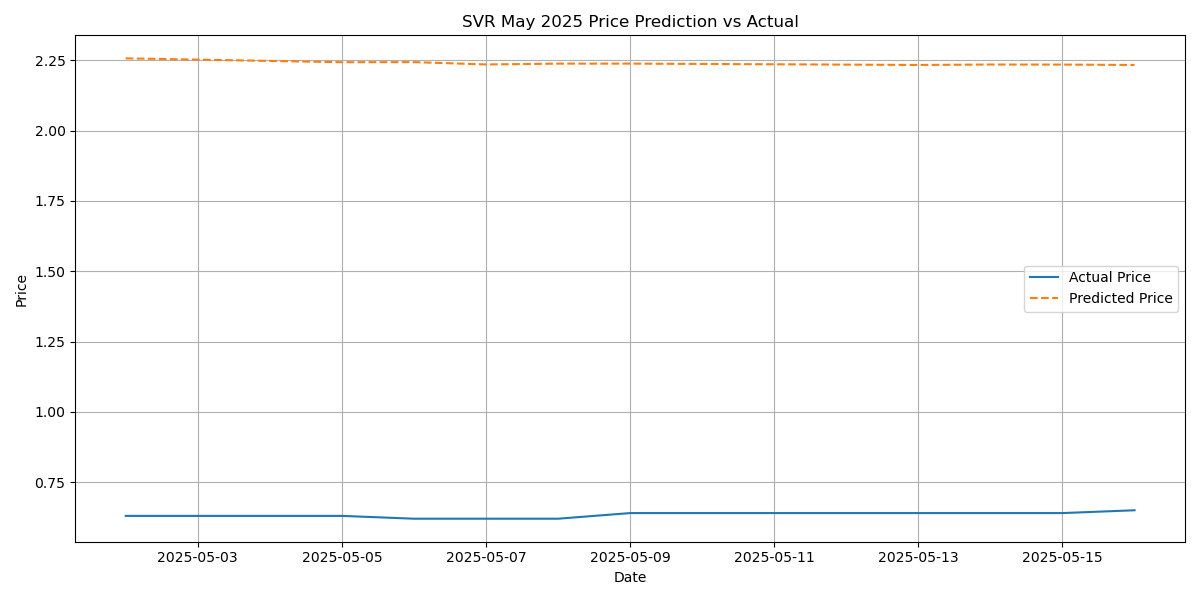 SVR May 2025 Price Prediction vs Actual
2.25
2.00
1.75
1.50
1.25
1.00
0.75
Price
Actual Price
Predicted Price
2025-05-03
2025-05-05
2025-05-07
2025-05-09
2025-05-11
2025-05-13
2025-05-15
Date